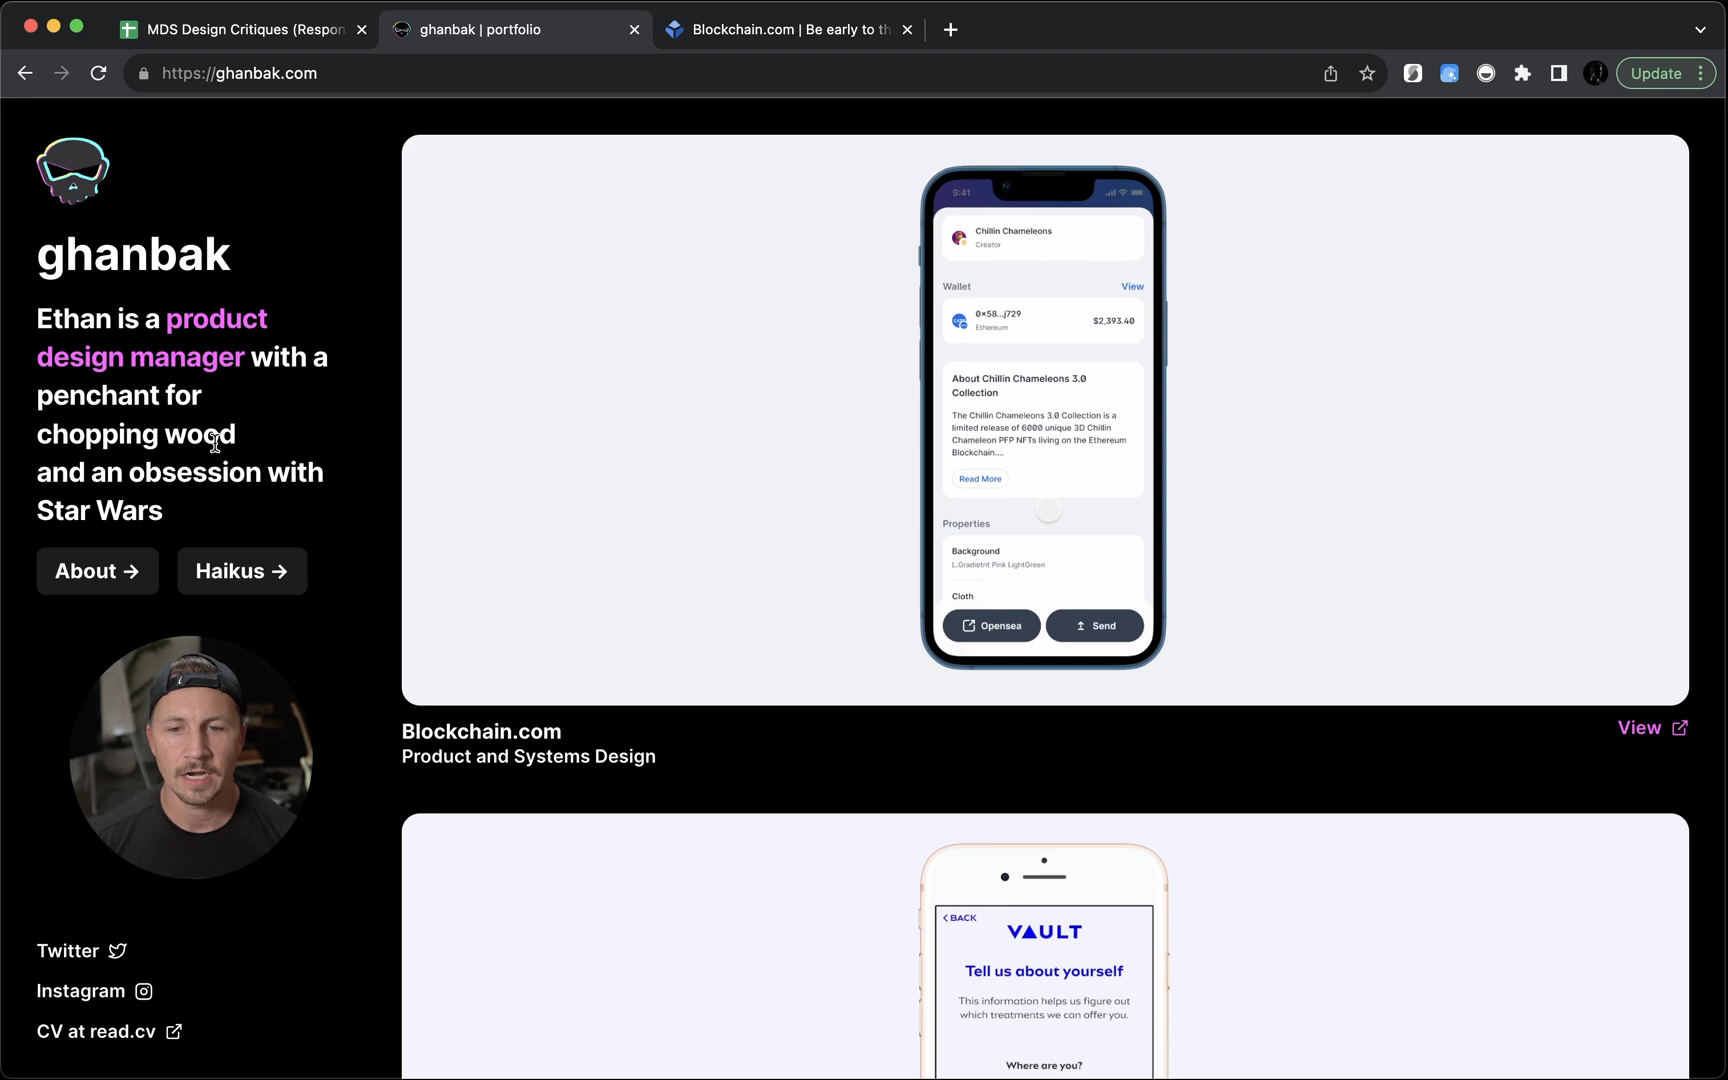 MDS Design Critiques (Respon
ghanbak | portfolio
Blockchain.com | Be early to th
https://ghanbak.com
Update
ghanbak
Ethan is a product
design manager with a
penchant for
chopping wood
and an obsession with
Star Wars
About →
Haikus →
Twitter
Instagram
CV at read.cv
9:41
Chillin Chameleons
Creator
Wallet
View
0×58...j729
Ethereum
$2,393.40
About Chillin Chameleons 3.0
Collection
The Chillin Chameleons 3.0 Collection is a
limited release of 6000 unique 3D Chillin
Chameleon PFP NFTs living on the Ethereum
Blockchain....
Read More
Properties
Background
L.Gradietnt Pink LightGreen
Cloth
Opensea
Send
Blockchain.com
Product and Systems Design
View
< BACK
VAULT
Tell us about yourself
This information helps us figure out
which treatments we can offer you.
Where are you?